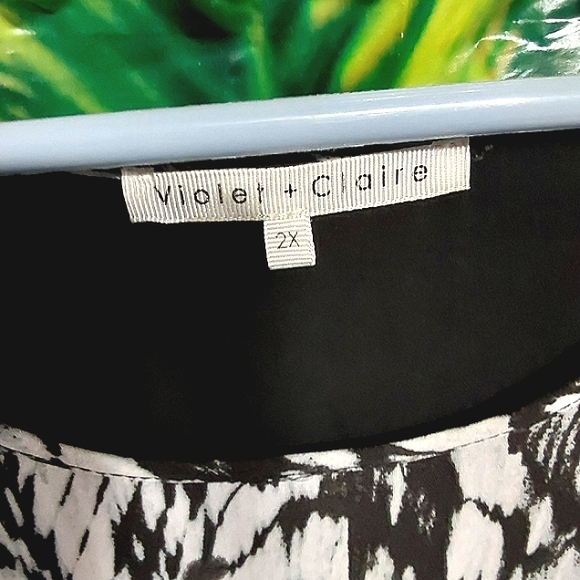 Violet + Claire
2X